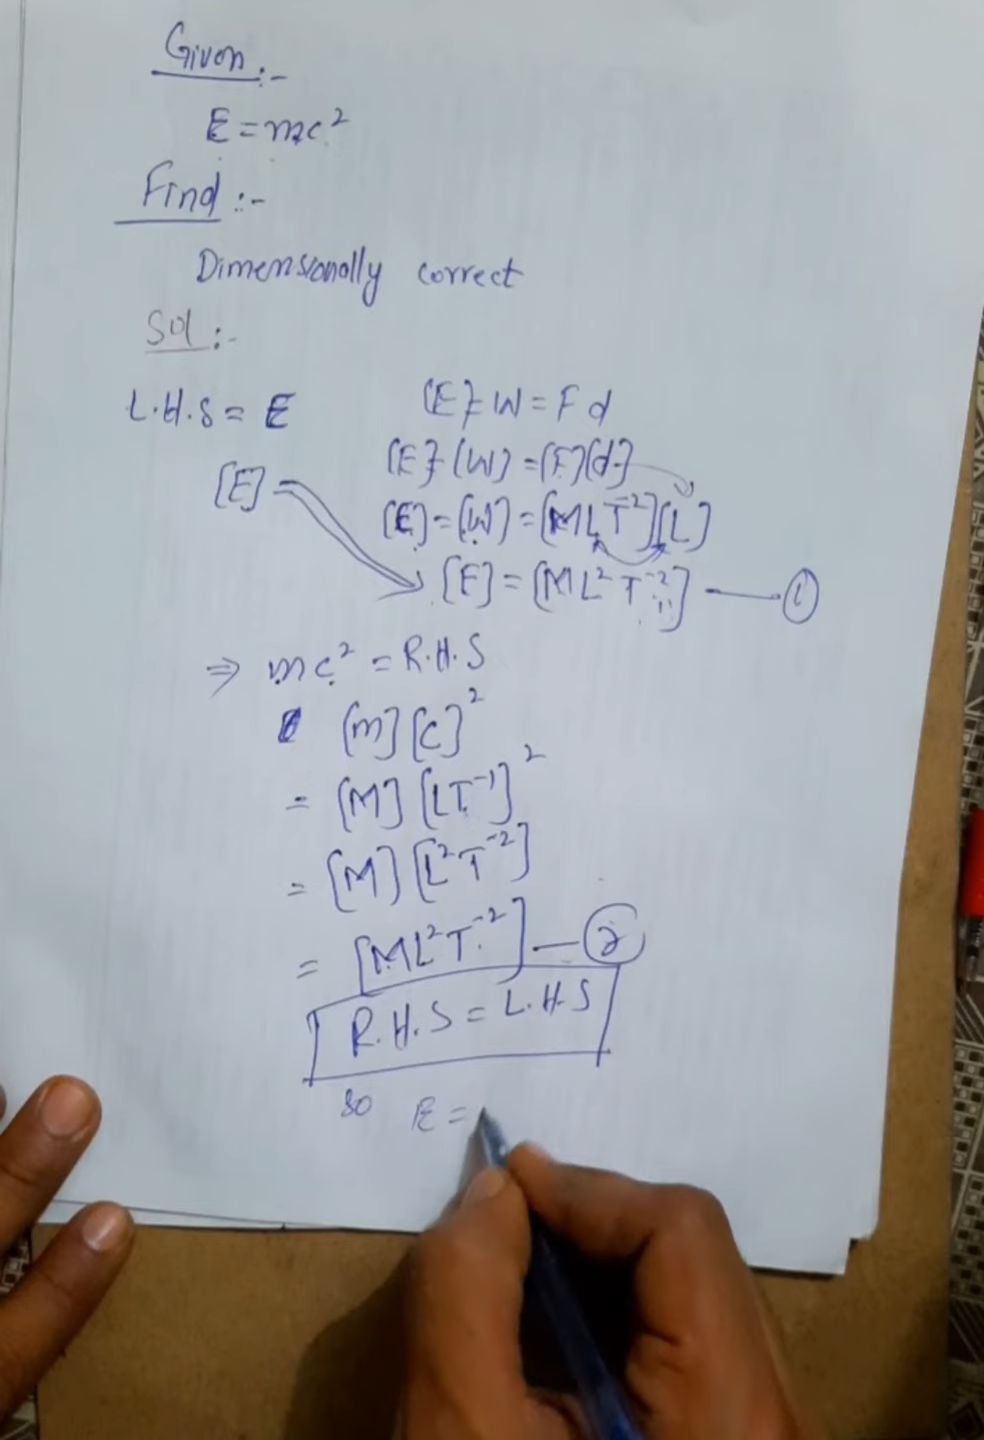 Given :-
E = mc²
Find :-
Dimensionally correct
Sol :-
L.H.S = E
[E] = W = Fd
[E] = [W] = [F][d]
[E]
[E] = [W] = [MLT⁻²][L]
[E] = [ML²T⁻²] — (1)
⇒ mc² = R.H.S
[m][c]²
= [M][LT⁻¹]²
= [M][L²T⁻²]
= [ML²T⁻²] — (2)
R.H.S = L.H.S
so E =